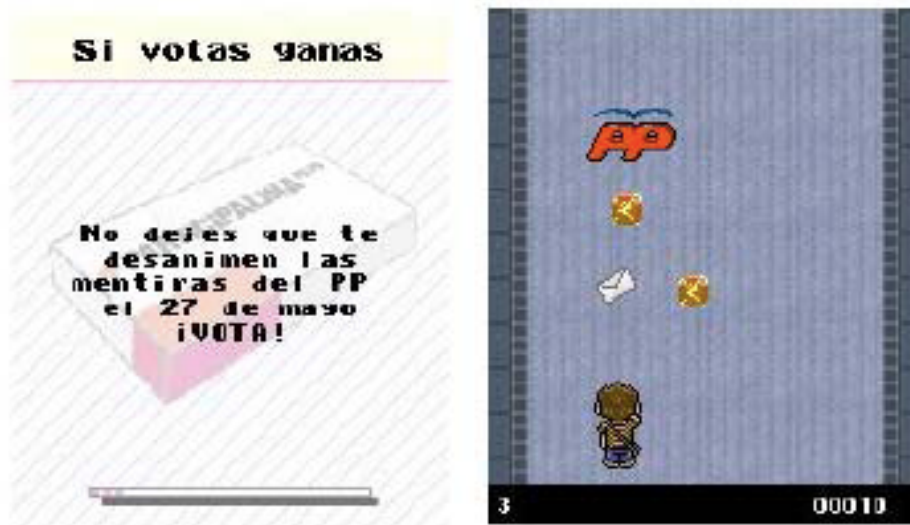 Si votas ganas
No dejes que te
desanimen las
mentiras del PP
el 27 de mayo
¡VOTA!
PP
3
00010